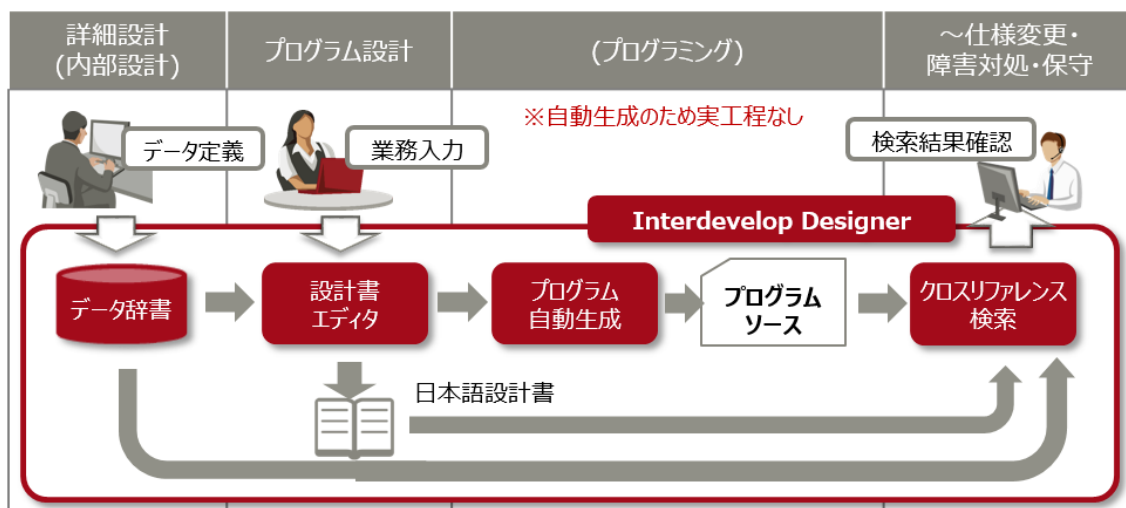 詳細設計
(内部設計)
プログラム設計
(プログラミング)
～仕様変更・
障害対処・保守
データ定義
業務入力
※自動生成のため実工程なし
検索結果確認
Interdevelop Designer
データ辞書
設計書
エディタ
プログラム
自動生成
プログラム
ソース
クロスリファレンス
検索
日本語設計書